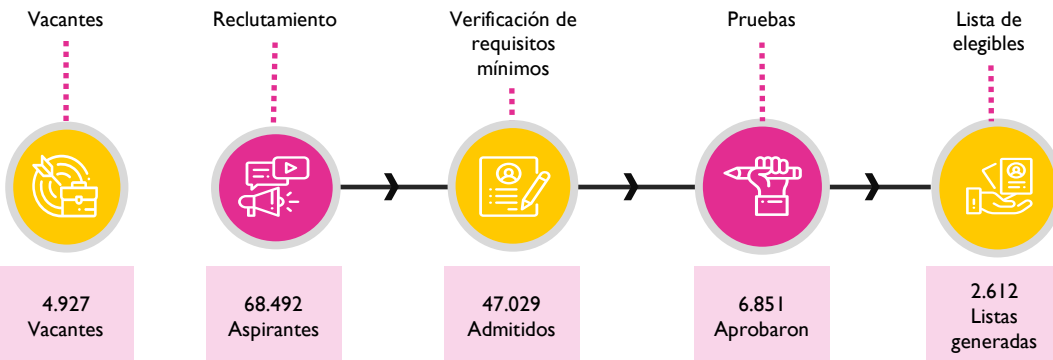 Vacantes
Reclutamiento
Verificación de
requisitos
mínimos
Pruebas
Lista de
elegibles
4.927
Vacantes
68.492
Aspirantes
47.029
Admitidos
6.851
Aprobaron
2.612
Listas
generadas